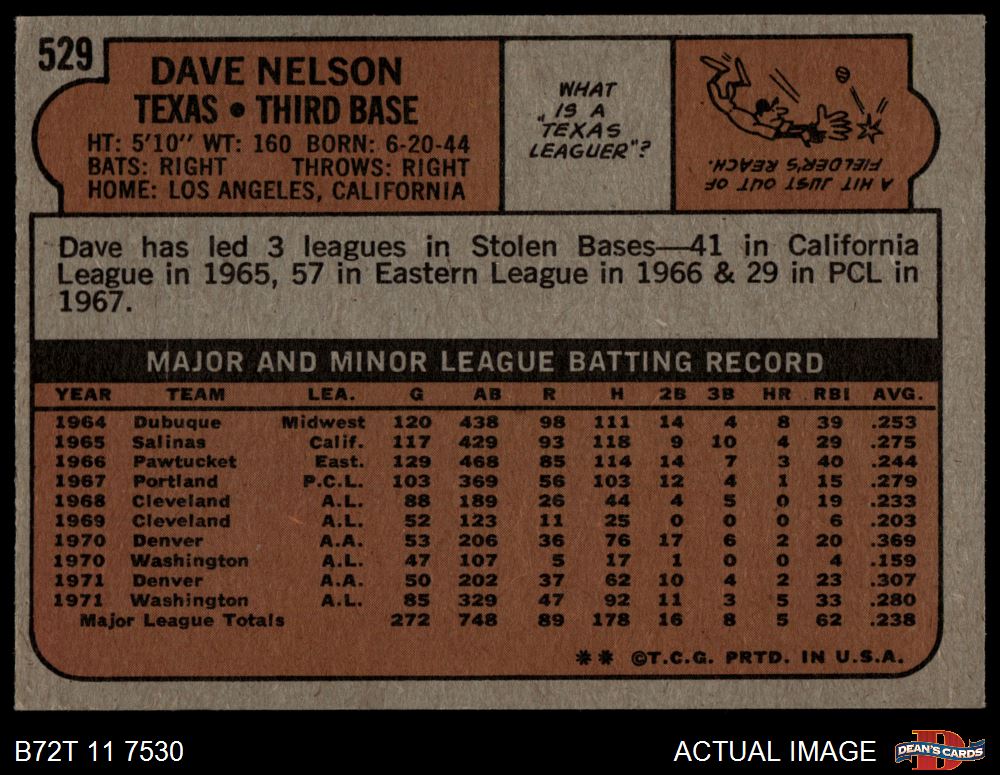 529
DAVE NELSON
TEXAS • THIRD BASE
HT: 5'10" WT: 160 BORN: 6-20-44
BATS: RIGHT THROWS: RIGHT
HOME: LOS ANGELES, CALIFORNIA
WHAT
IS A
"TEXAS
LEAGUER"?
A HIT JUST OUT OF
FIELDER'S REACH.
Dave has led 3 leagues in Stolen Bases—41 in California
League in 1965, 57 in Eastern League in 1966 & 29 in PCL in
1967.
MAJOR AND MINOR LEAGUE BATTING RECORD
YEAR TEAM LEA. G AB R H 2B 3B HR RBI AVG.
1964 Dubuque Midwest 120 438 98 111 14 4 8 39 .253
1965 Salinas Calif. 117 429 93 118 9 10 4 29 .275
1966 Pawtucket East. 129 468 85 114 14 7 3 40 .244
1967 Portland P.C.L. 103 369 56 103 12 4 1 15 .279
1968 Cleveland A.L. 88 189 26 44 4 5 0 19 .233
1969 Cleveland A.L. 52 123 11 25 0 0 0 6 .203
1970 Denver A.A. 53 206 36 76 17 6 2 20 .369
1970 Washington A.L. 47 107 5 17 1 0 0 4 .159
1971 Denver A.A. 50 202 37 62 10 4 2 23 .307
1971 Washington A.L. 85 329 47 92 11 3 5 33 .280
Major League Totals 272 748 89 178 16 8 5 62 .238
** ©T.C.G. PRTD. IN U.S.A.
B72T 11 7530
ACTUAL IMAGE
DEAN'S CARDS